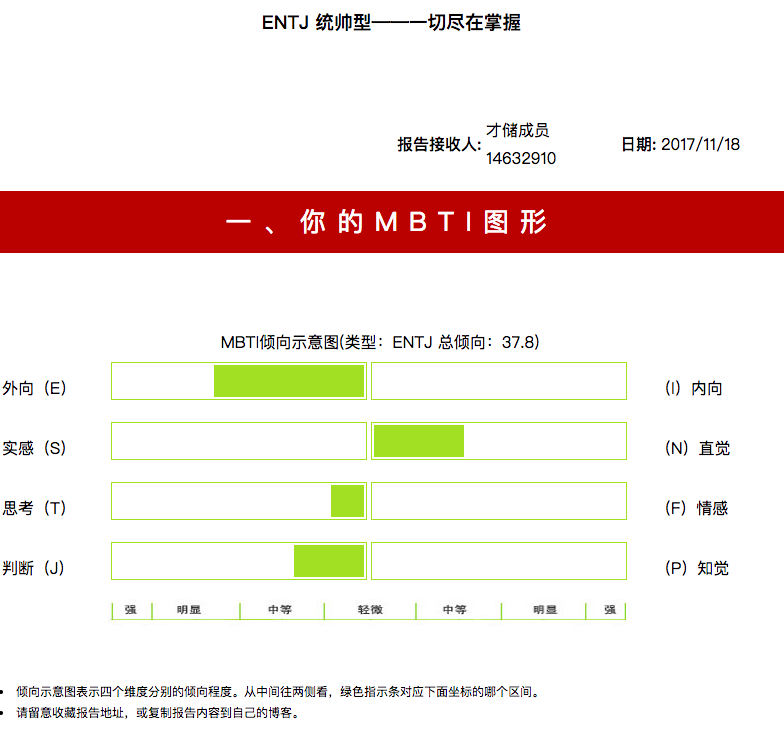 ENTJ 统帅型———一切尽在掌握
报告接收人: 才储成员 14632910 日期: 2017/11/18
一、你的MBTI图形
MBTI倾向示意图(类型：ENTJ 总倾向：37.8)
外向（E） （I）内向
实感（S） （N）直觉
思考（T） （F）情感
判断（J） （P）知觉
强 明显 中等 轻微 中等 明显 强
• 倾向示意图表示四个维度分别的倾向程度。从中间往两侧看，绿色指示条对应下面坐标的哪个区间。
• 请留意收藏报告地址，或复制报告内容到自己的博客。